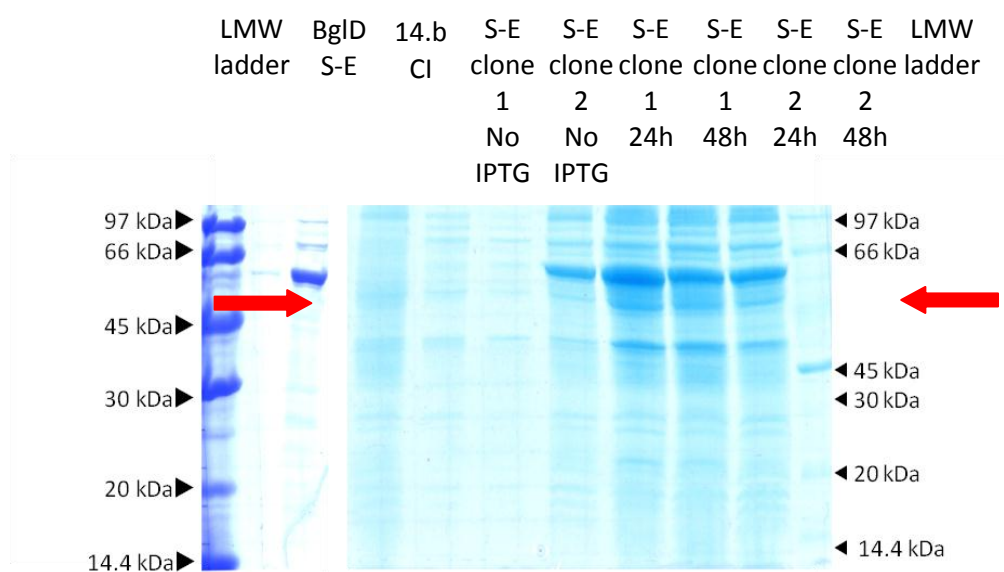 LMW BglD 14.b S-E S-E S-E S-E S-E S-E LMW
ladder S-E CI clone clone clone clone clone clone ladder
1 2 1 1 2 2
No No 24h 48h 24h 48h
IPTG IPTG
97 kDa 97 kDa
66 kDa 66 kDa
45 kDa 45 kDa
30 kDa 30 kDa
20 kDa 20 kDa
14.4 kDa 14.4 kDa